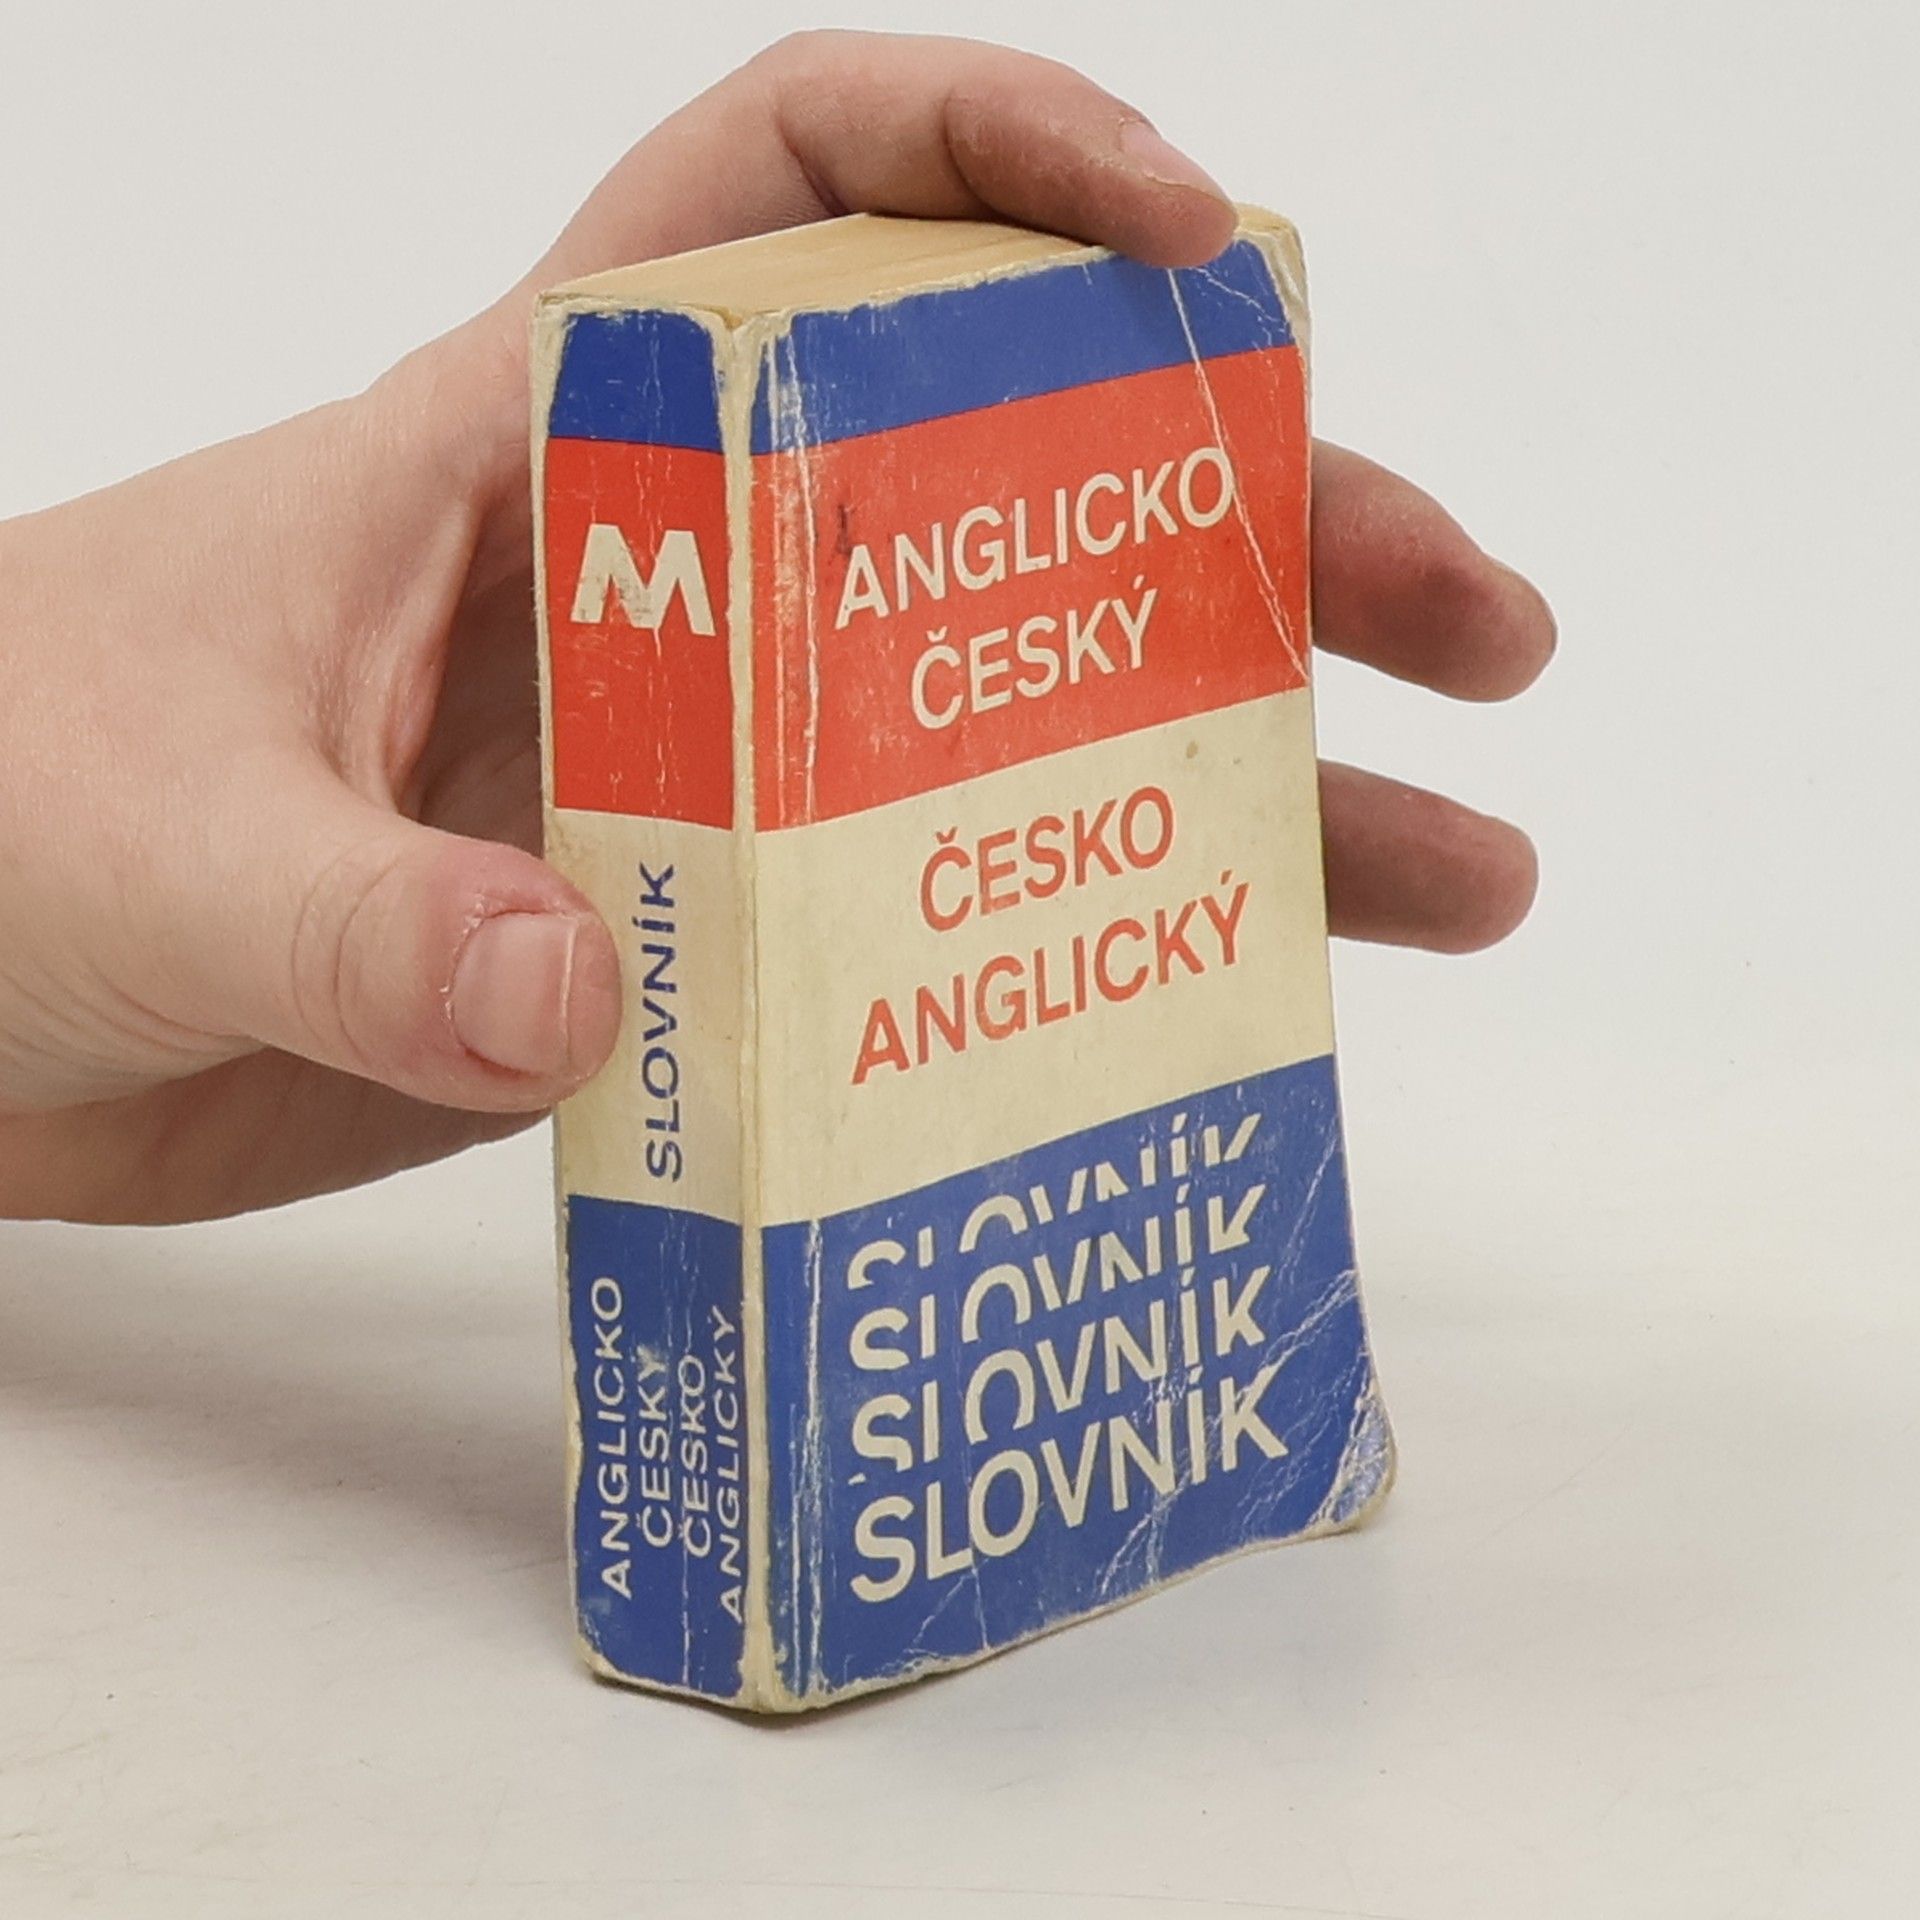 M
SLOVNÍK
ANGLICKO
ČESKÝ
ČESKO
ANGLICKÝ
ANGLICKO
ČESKÝ
ČESKO
ANGLICKÝ
SLOVNÍK
SLOVNÍK
SLOVNÍK
SLOVNÍK